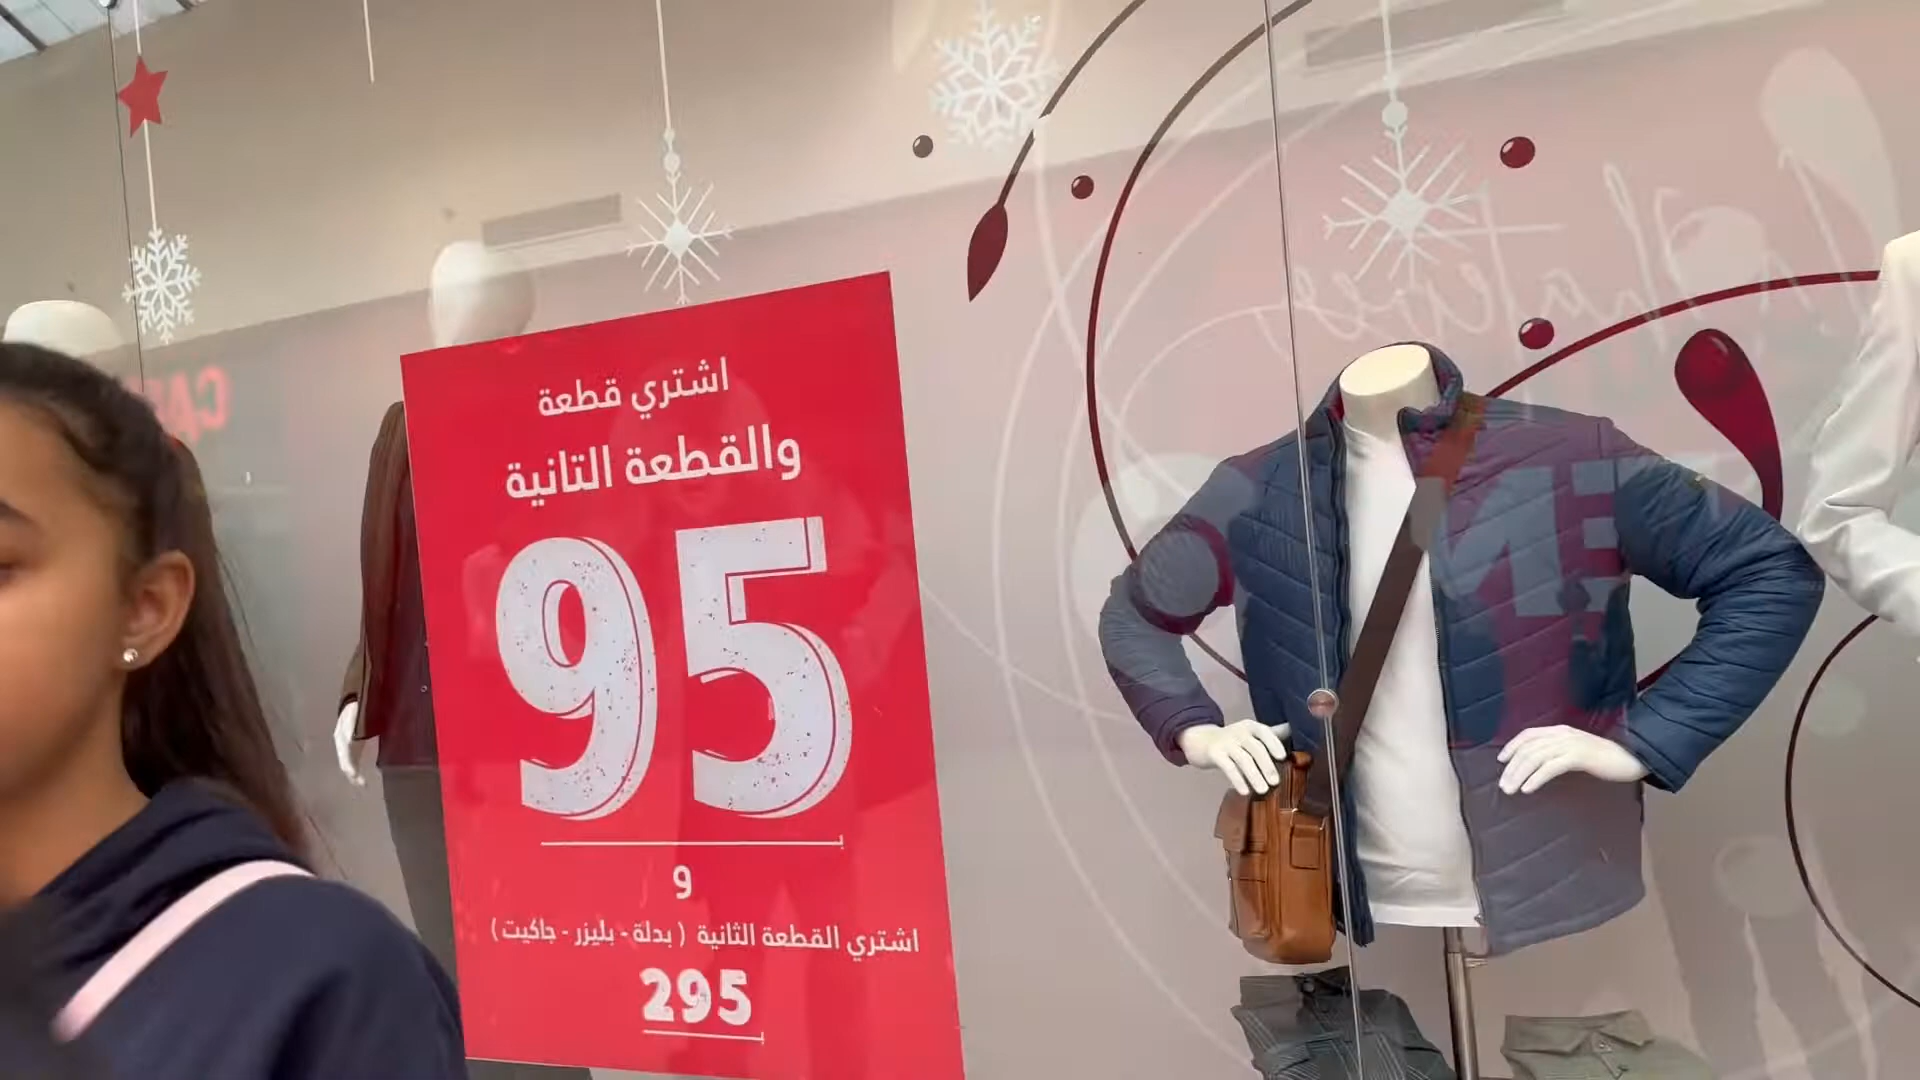 اشتري قطعة
والقطعة التانية
95
و
اشتري القطعة الثانية ( بدلة - بليزر - جاكيت )
295